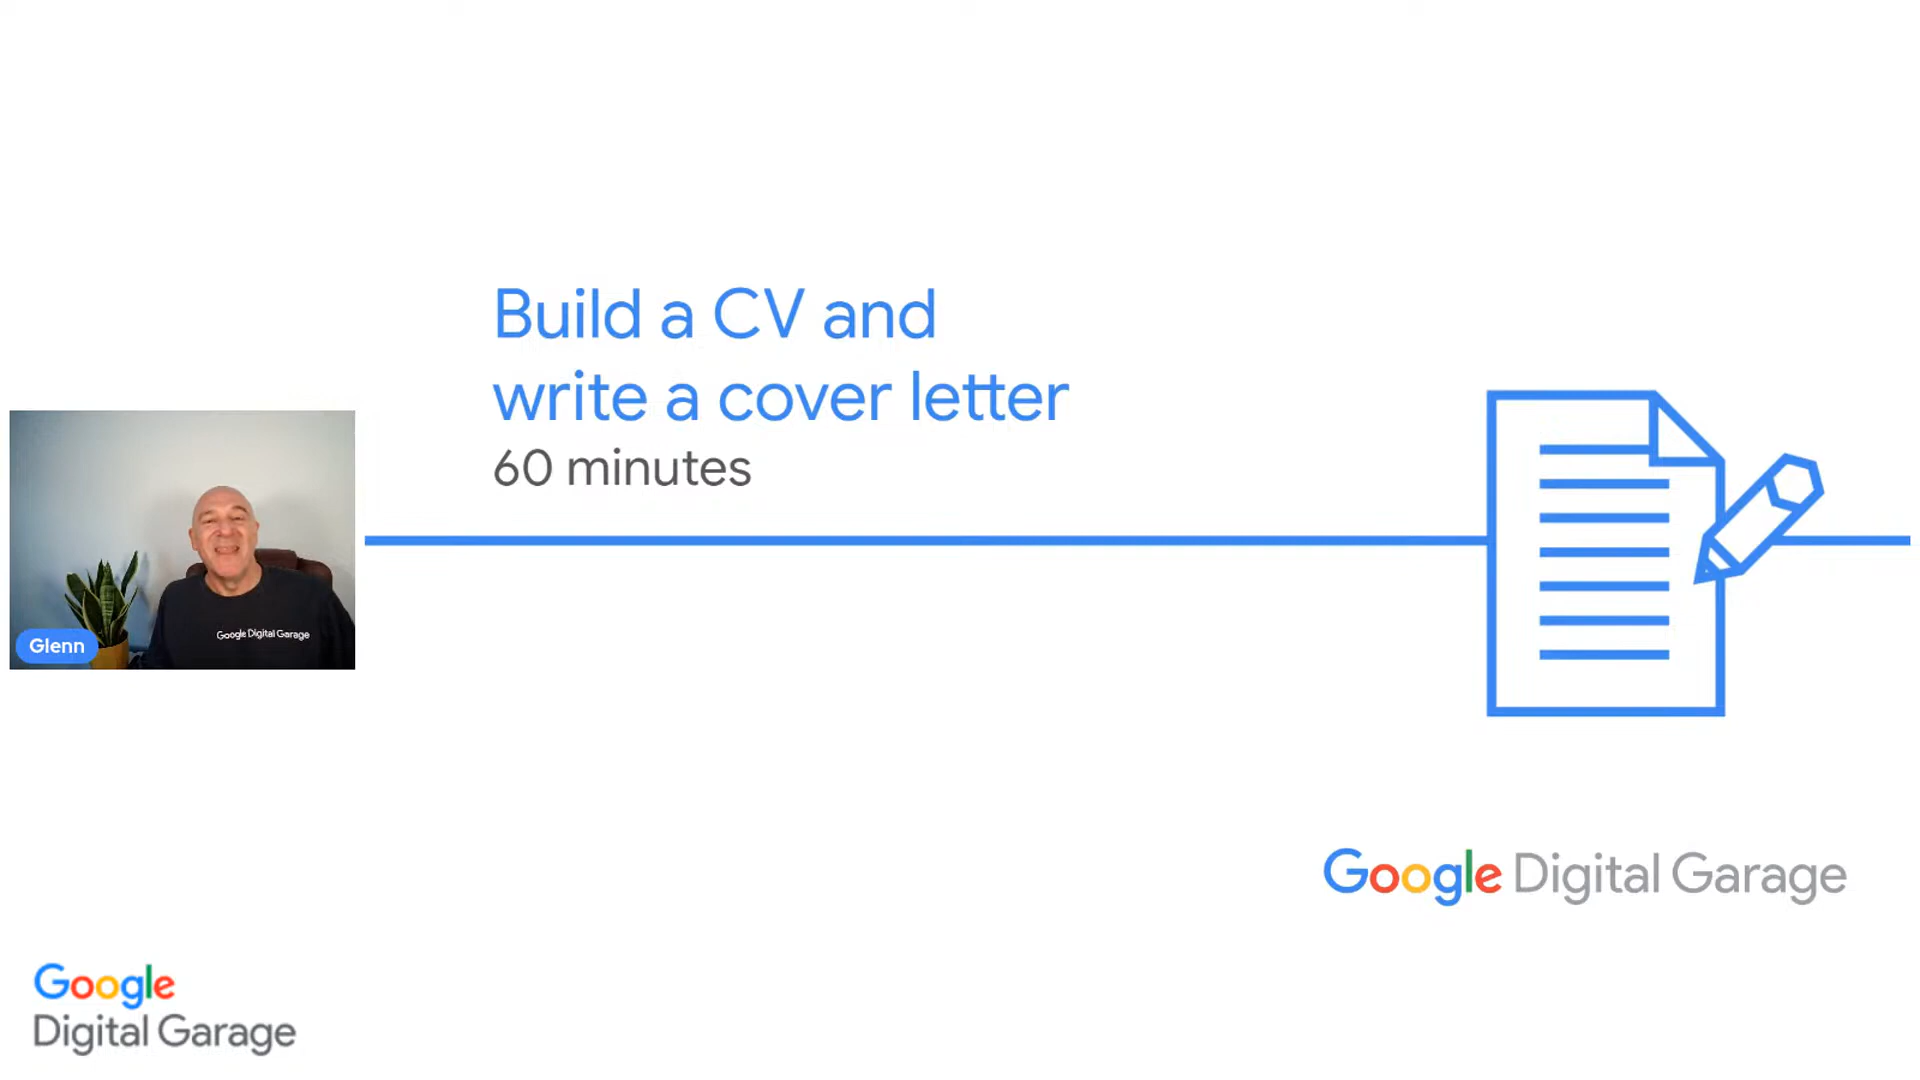 Build a CV and
write a cover letter
60 minutes
Google Digital Garage
Glenn
Google Digital Garage
Google
Digital Garage